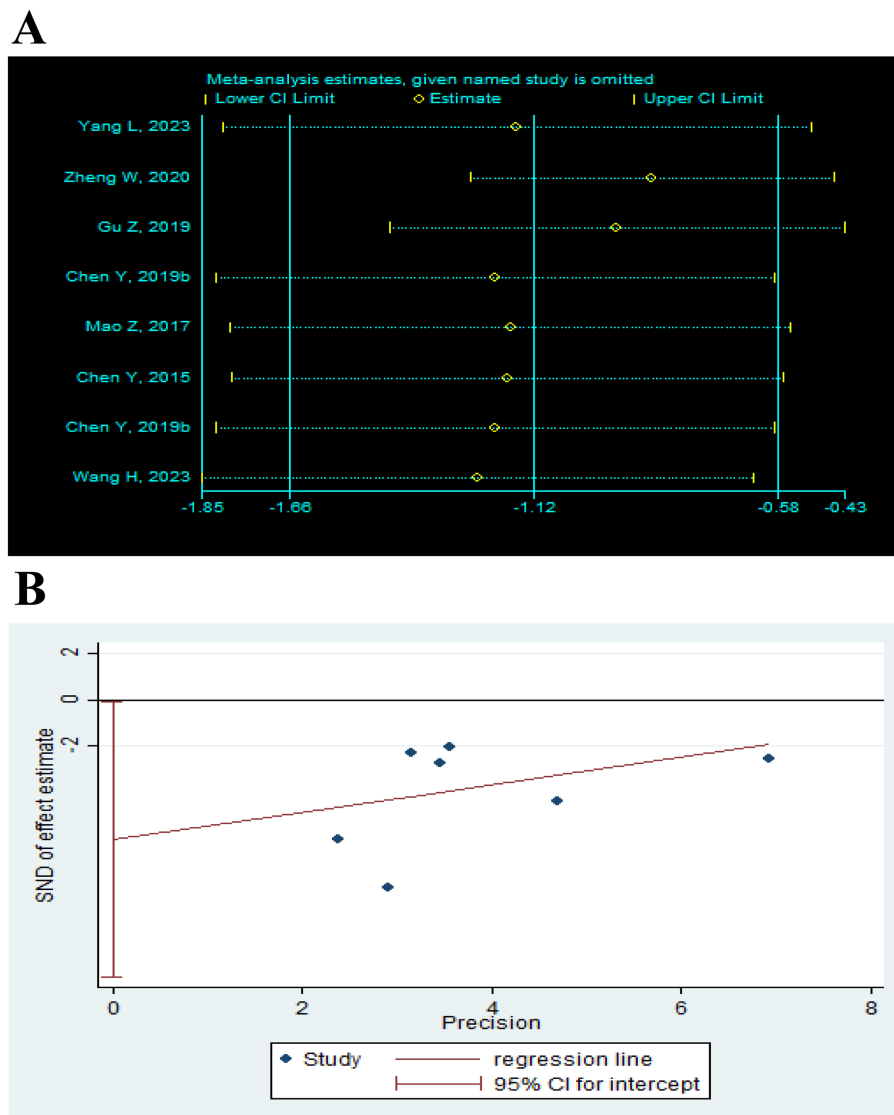 A
Meta-analysis estimates, given named study is omitted
Lower CI Limit Estimate Upper CI Limit
Yang L, 2023
Zheng W, 2020
Gu Z, 2019
Chen Y, 2019b
Mao Z, 2017
Chen Y, 2015
Chen Y, 2019b
Wang H, 2023
-1.85 -1.66 -1.12 -0.58 -0.43
B
SND of effect estimate
2
0
-2
0 2 4 6 8
Precision
Study regression line
95% CI for intercept